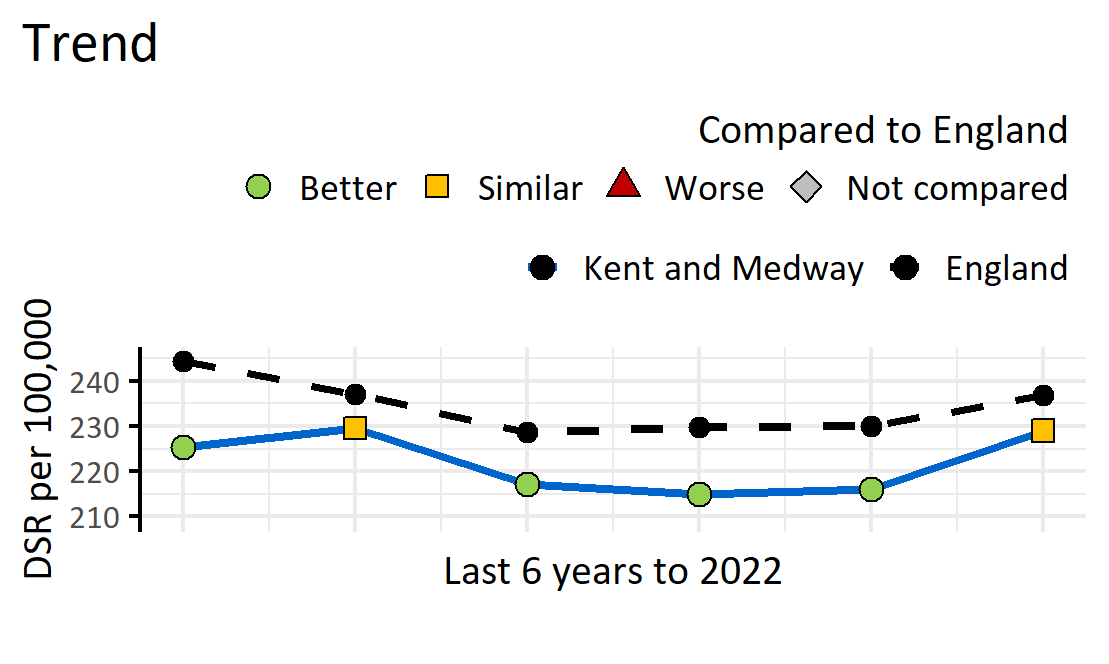 Trend
Compared to England
Better Similar Worse Not compared
Kent and Medway England
DSR per 100,000
240
230
220
210
Last 6 years to 2022